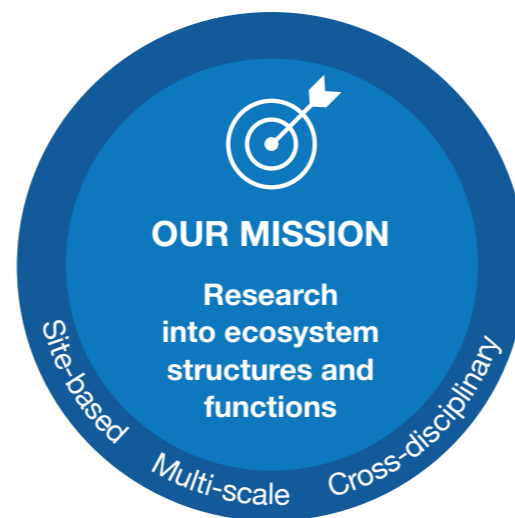 OUR MISSION
Research
into ecosystem
structures and
functions
Site-based
Multi-scale
Cross-disciplinary